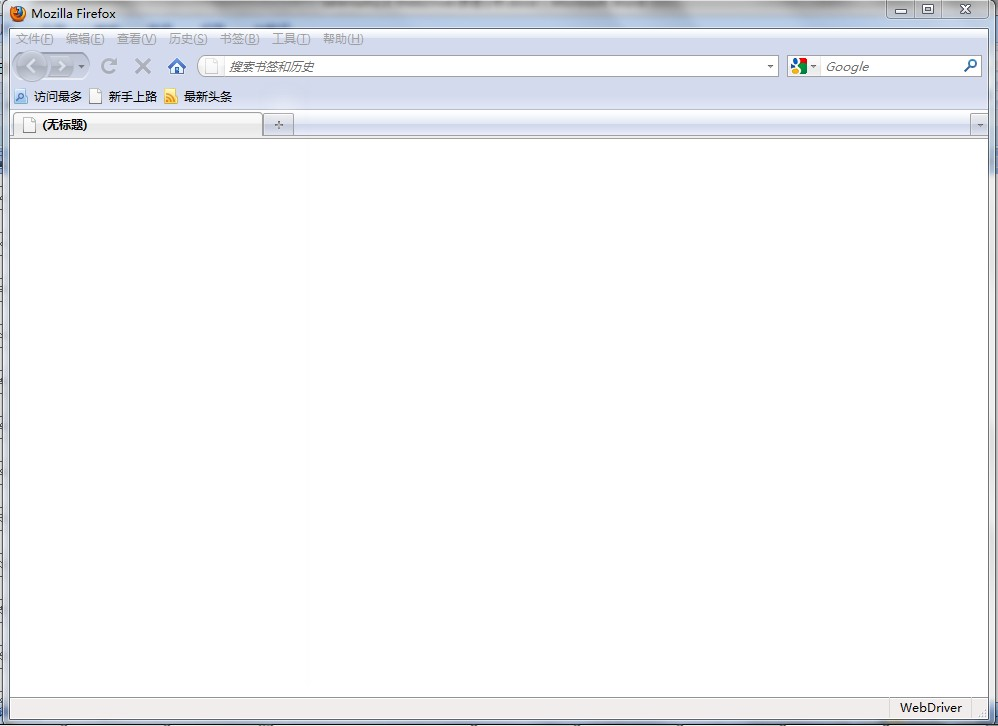 Mozilla Firefox
文件(F) 编辑(E) 查看(V) 历史(S) 书签(B) 工具(T) 帮助(H)
搜索书签和历史 Google
访问最多 新手上路 最新头条
(无标题)
WebDriver